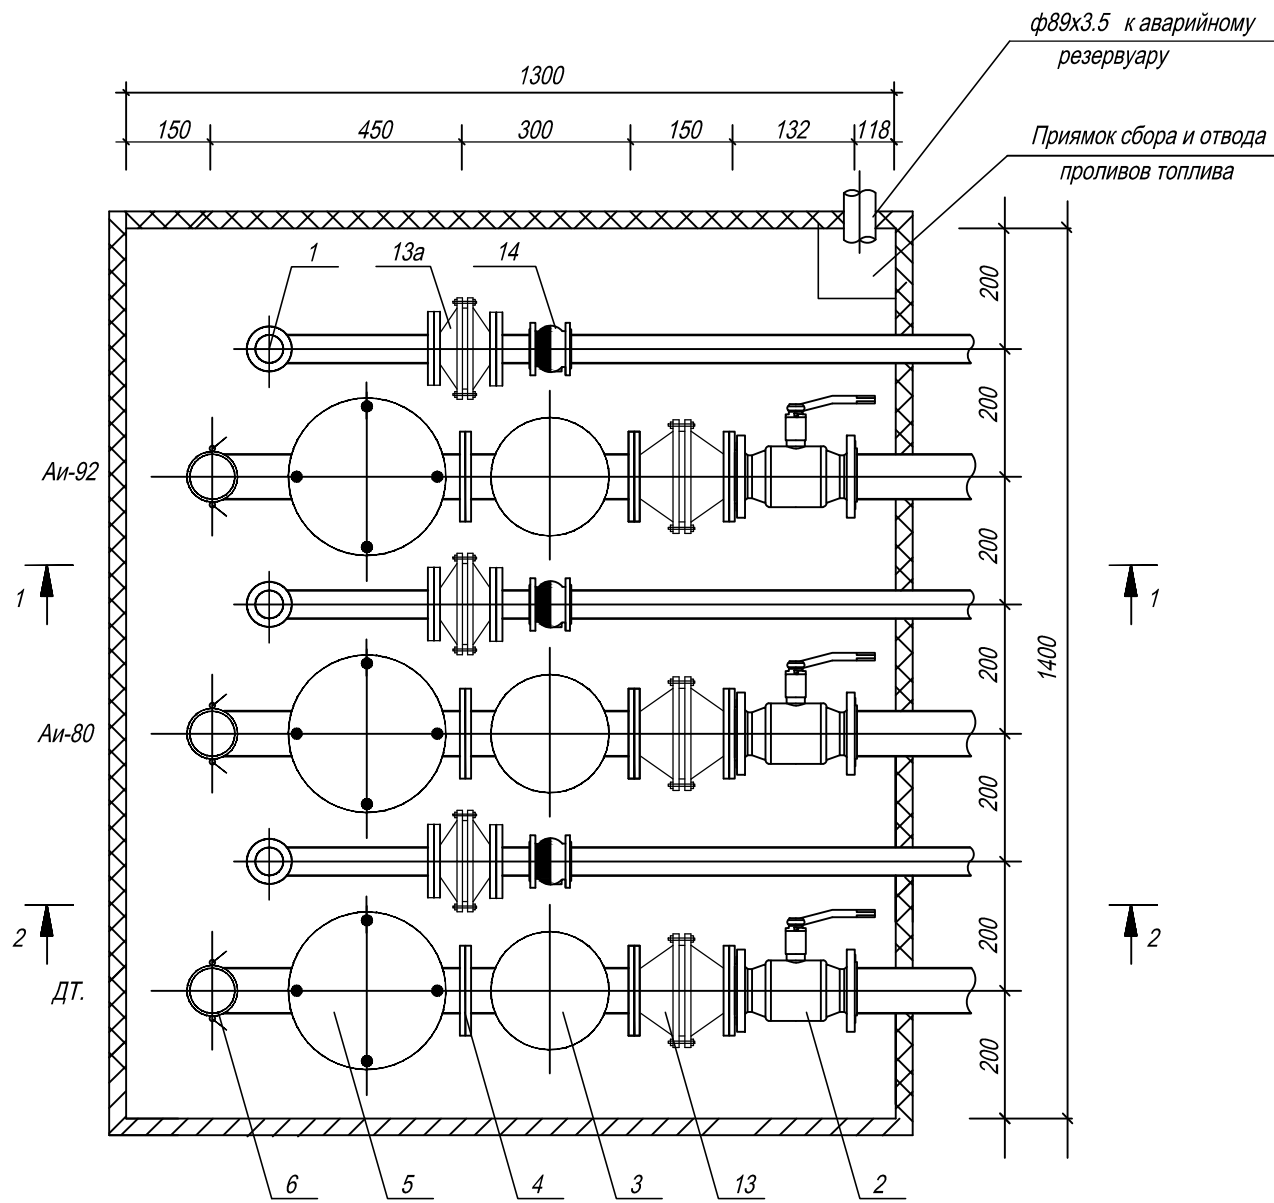 ф89х3.5 к аварийному
резервуару
1300
150 450 300 150 132 118
Приямок сбора и отвода
проливов топлива
1 13а 14
200
200
Аи-92
200
1 1
200
1400
Аи-80
200
200
2 2
ДТ.
200
6 5 4 3 13 2